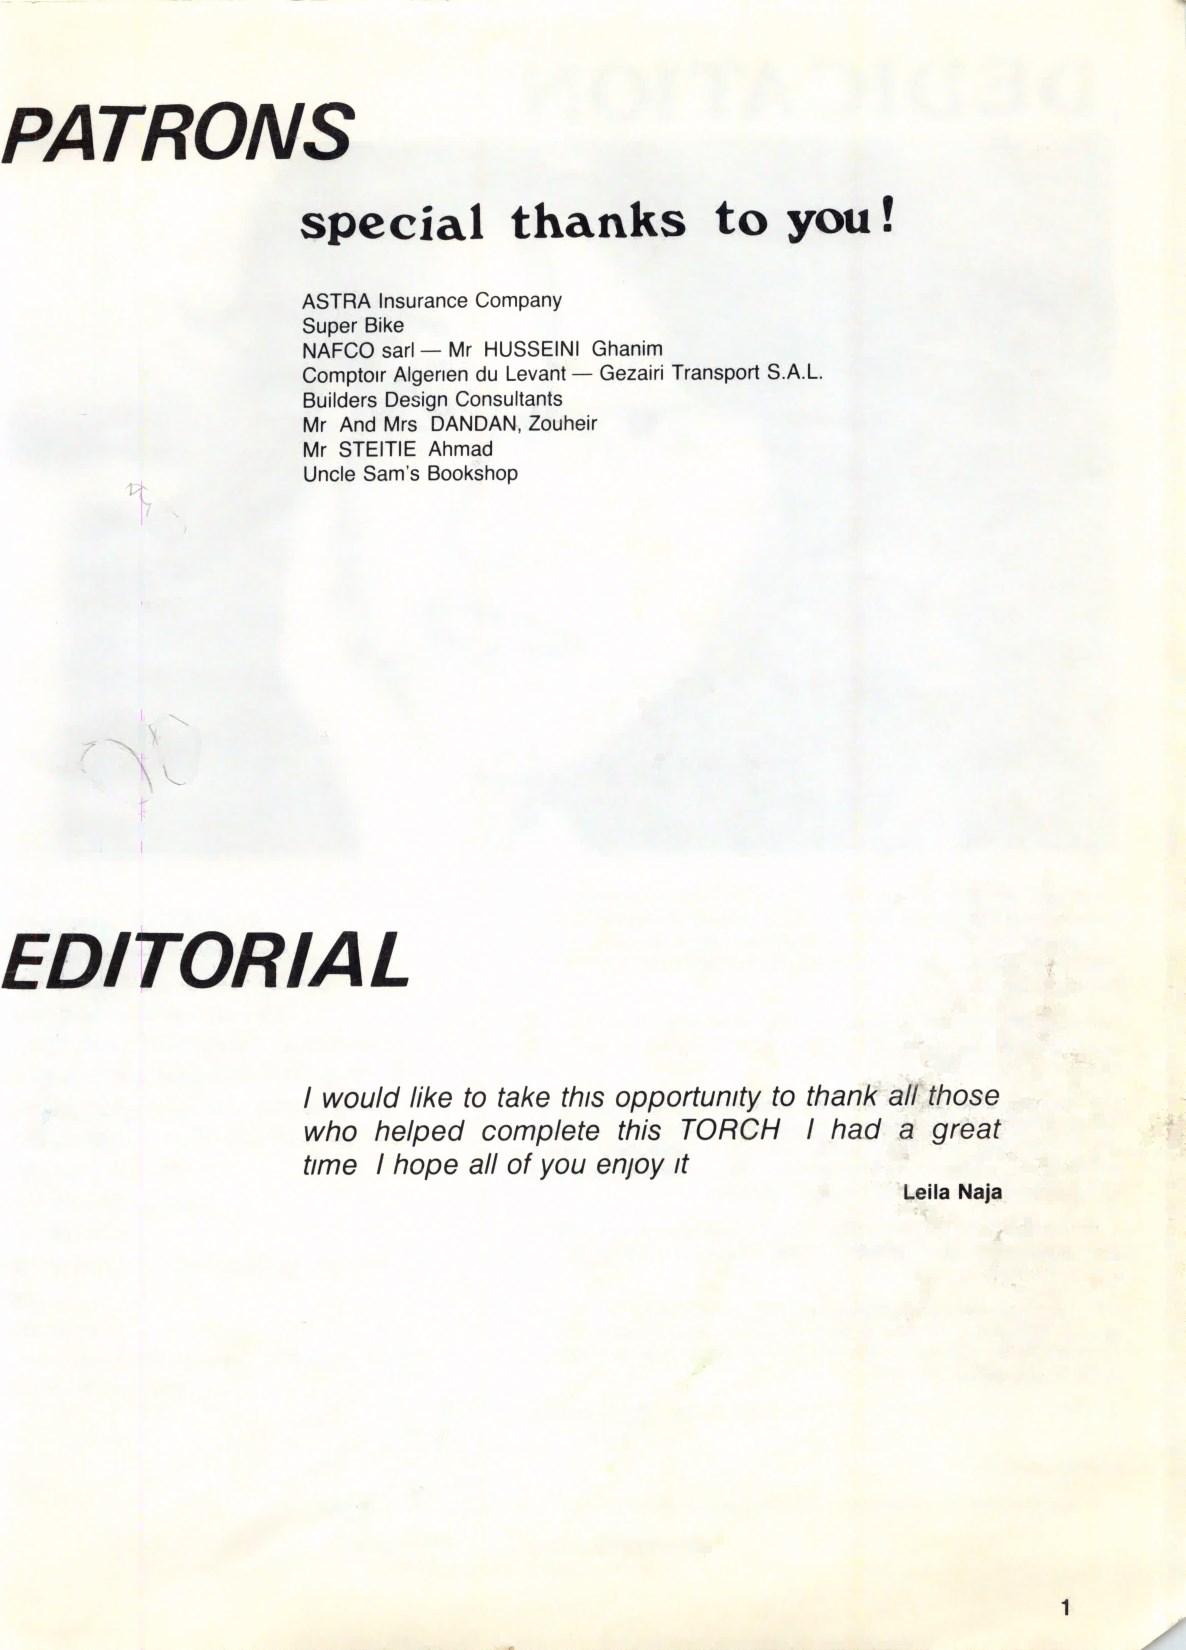 PATRONS
special thanks to you!
ASTRA Insurance Company
Super Bike
NAFCO sarl — Mr HUSSEINI Ghanim
Comptoir Algerien du Levant — Gezairi Transport S.A.L.
Builders Design Consultants
Mr And Mrs DANDAN, Zouheir
Mr STEITIE Ahmad
Uncle Sam's Bookshop
EDITORIAL
I would like to take this opportunity to thank all those
who helped complete this TORCH I had a great
time I hope all of you enjoy it
Leila Naja
1